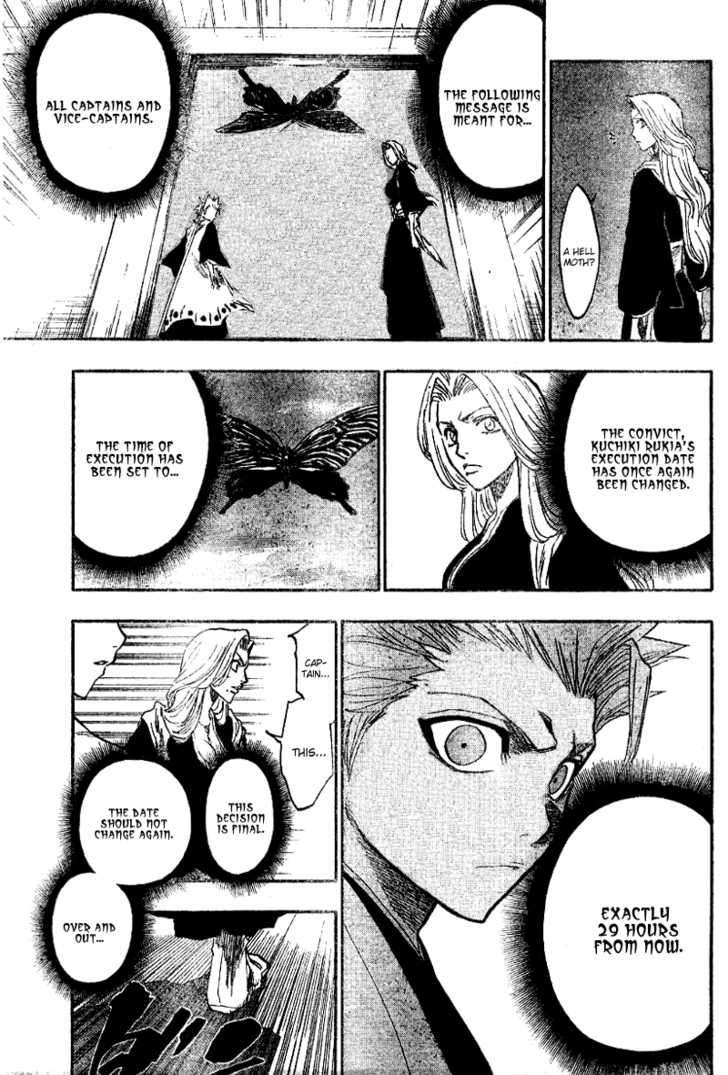 A HELL
MOTH?
THE FOLLOWING
MESSAGE IS
MEANT FOR...
ALL CAPTAINS AND
VICE-CAPTAINS.
THE CONVICT,
KUCHIKI RUKIA'S
EXECUTION DATE
HAS ONCE AGAIN
BEEN CHANGED.
THE TIME OF
EXECUTION HAS
BEEN SET TO...
EXACTLY
29 HOURS
FROM NOW.
CAP-
TAIN...
THIS...
THIS
DECISION
IS FINAL.
THE DATE
SHOULD NOT
CHANGE AGAIN.
OVER AND
OUT...